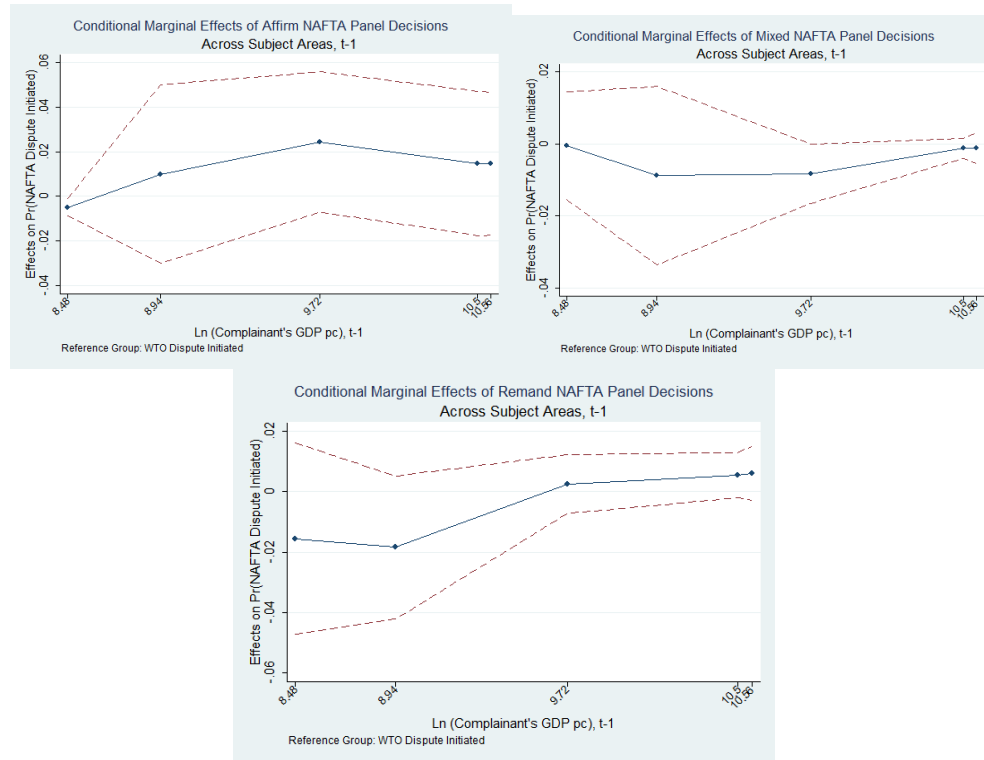 Conditional Marginal Effects of Affirm NAFTA Panel Decisions
Across Subject Areas, t-1
Effects on Pr(NAFTA Dispute Initiated)
.06
.04
.02
0
-.02
-.04
8.48
8.94
9.72
10.5
10.56
Ln (Complainant's GDP pc), t-1
Reference Group: WTO Dispute Initiated
Conditional Marginal Effects of Mixed NAFTA Panel Decisions
Across Subject Areas, t-1
Effects on Pr(NAFTA Dispute Initiated)
.02
0
-.02
-.04
8.48
8.94
9.72
10.5
10.56
Ln (Complainant's GDP pc), t-1
Reference Group: WTO Dispute Initiated
Conditional Marginal Effects of Remand NAFTA Panel Decisions
Across Subject Areas, t-1
Effects on Pr(NAFTA Dispute Initiated)
.02
0
-.02
-.04
-.06
8.48
8.94
9.72
10.5
10.56
Ln (Complainant's GDP pc), t-1
Reference Group: WTO Dispute Initiated